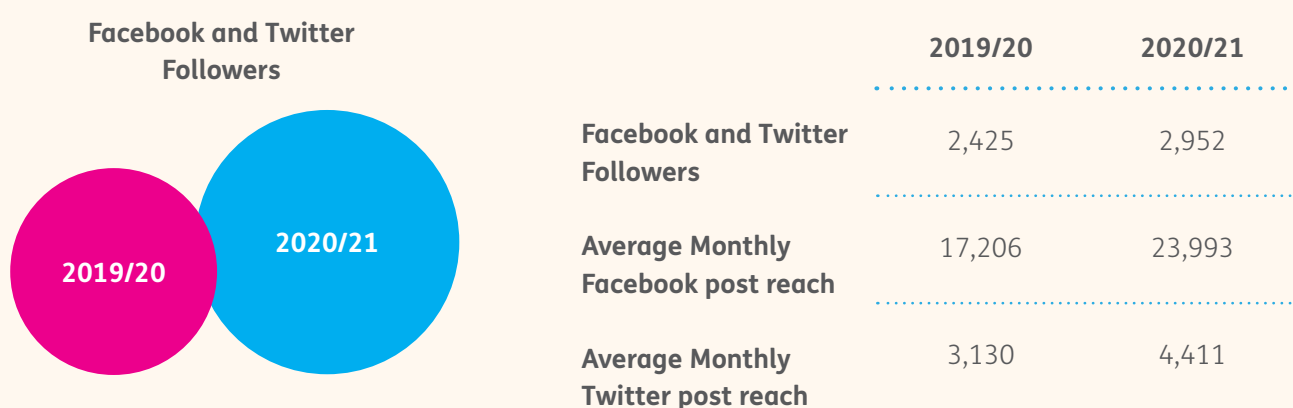 Facebook and Twitter
Followers
2019/20
2020/21
2019/20 2020/21
Facebook and Twitter
Followers
2,425 2,952
Average Monthly
Facebook post reach
17,206 23,993
Average Monthly
Twitter post reach
3,130 4,411